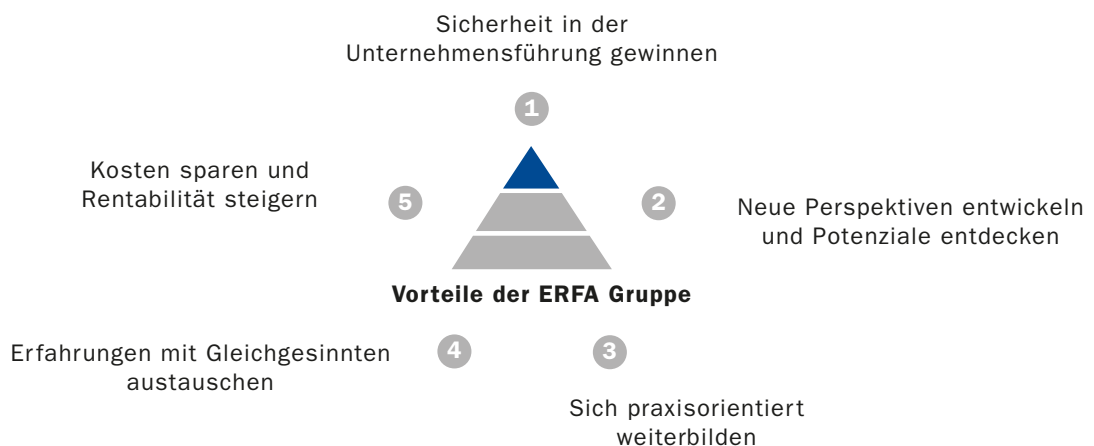 Sicherheit in der
Unternehmensführung gewinnen
1
Kosten sparen und
Rentabilität steigern
5
2
Neue Perspektiven entwickeln
und Potenziale entdecken
Vorteile der ERFA Gruppe
Erfahrungen mit Gleichgesinnten
austauschen
4
3
Sich praxisorientiert
weiterbilden